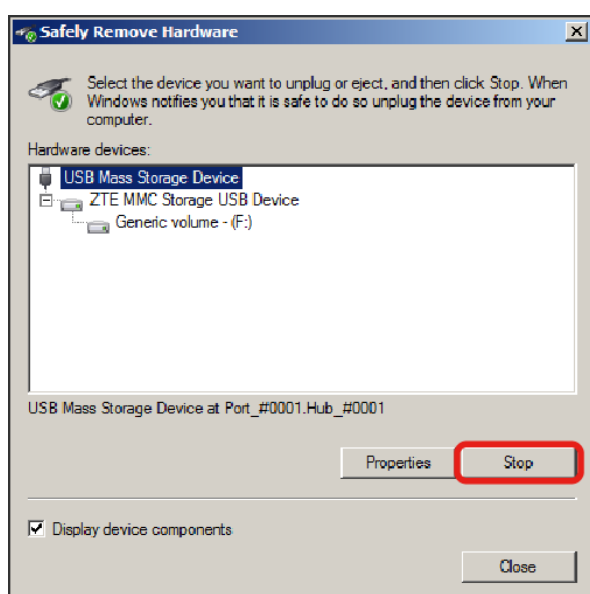 Safely Remove Hardware
Select the device you want to unplug or eject, and then click Stop. When
Windows notifies you that it is safe to do so unplug the device from your
computer.
Hardware devices:
USB Mass Storage Device
ZTE MMC Storage USB Device
Generic volume - (F:)
USB Mass Storage Device at Port_#0001.Hub_#0001
Properties
Stop
Display device components
Close